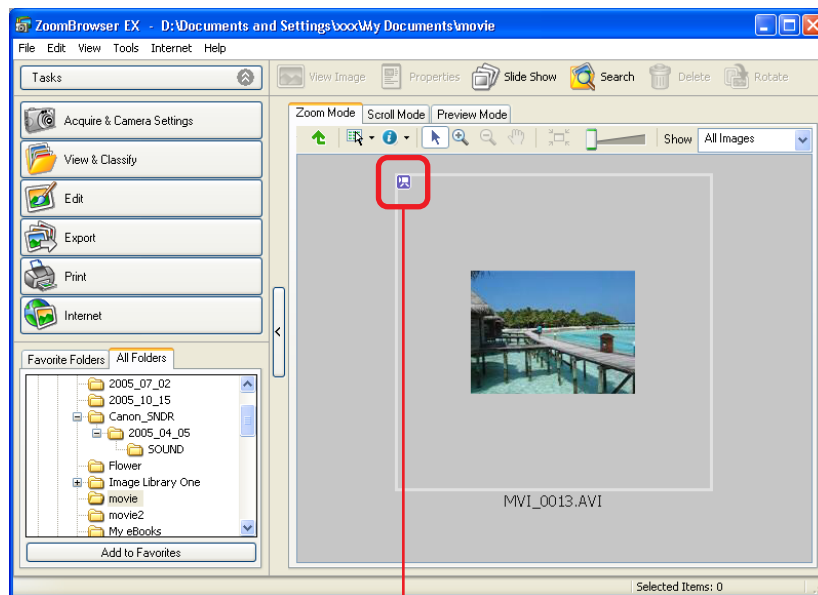 ZoomBrowser EX - D:\Documents and Settings\xxx\My Documents\movie
File Edit View Tools Internet Help
Tasks
View Image Properties Slide Show Search Delete Rotate
Zoom Mode Scroll Mode Preview Mode
Show All Images
Acquire & Camera Settings
View & Classify
Edit
Export
Print
Internet
Favorite Folders All Folders
2005_07_02
2005_10_15
Canon_SNDR
2005_04_05
SOUND
Flower
Image Library One
movie
movie2
My eBooks
Add to Favorites
MVI_0013.AVI
Selected Items: 0